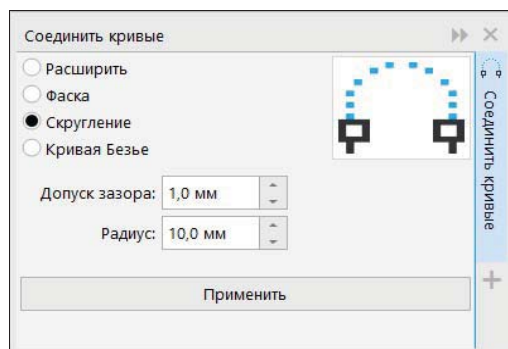 Соединить кривые
Расширить
Фаска
Скругление
Кривая Безье
Допуск зазора: 1,0 мм
Радиус: 10,0 мм
Применить
Соединить кривые